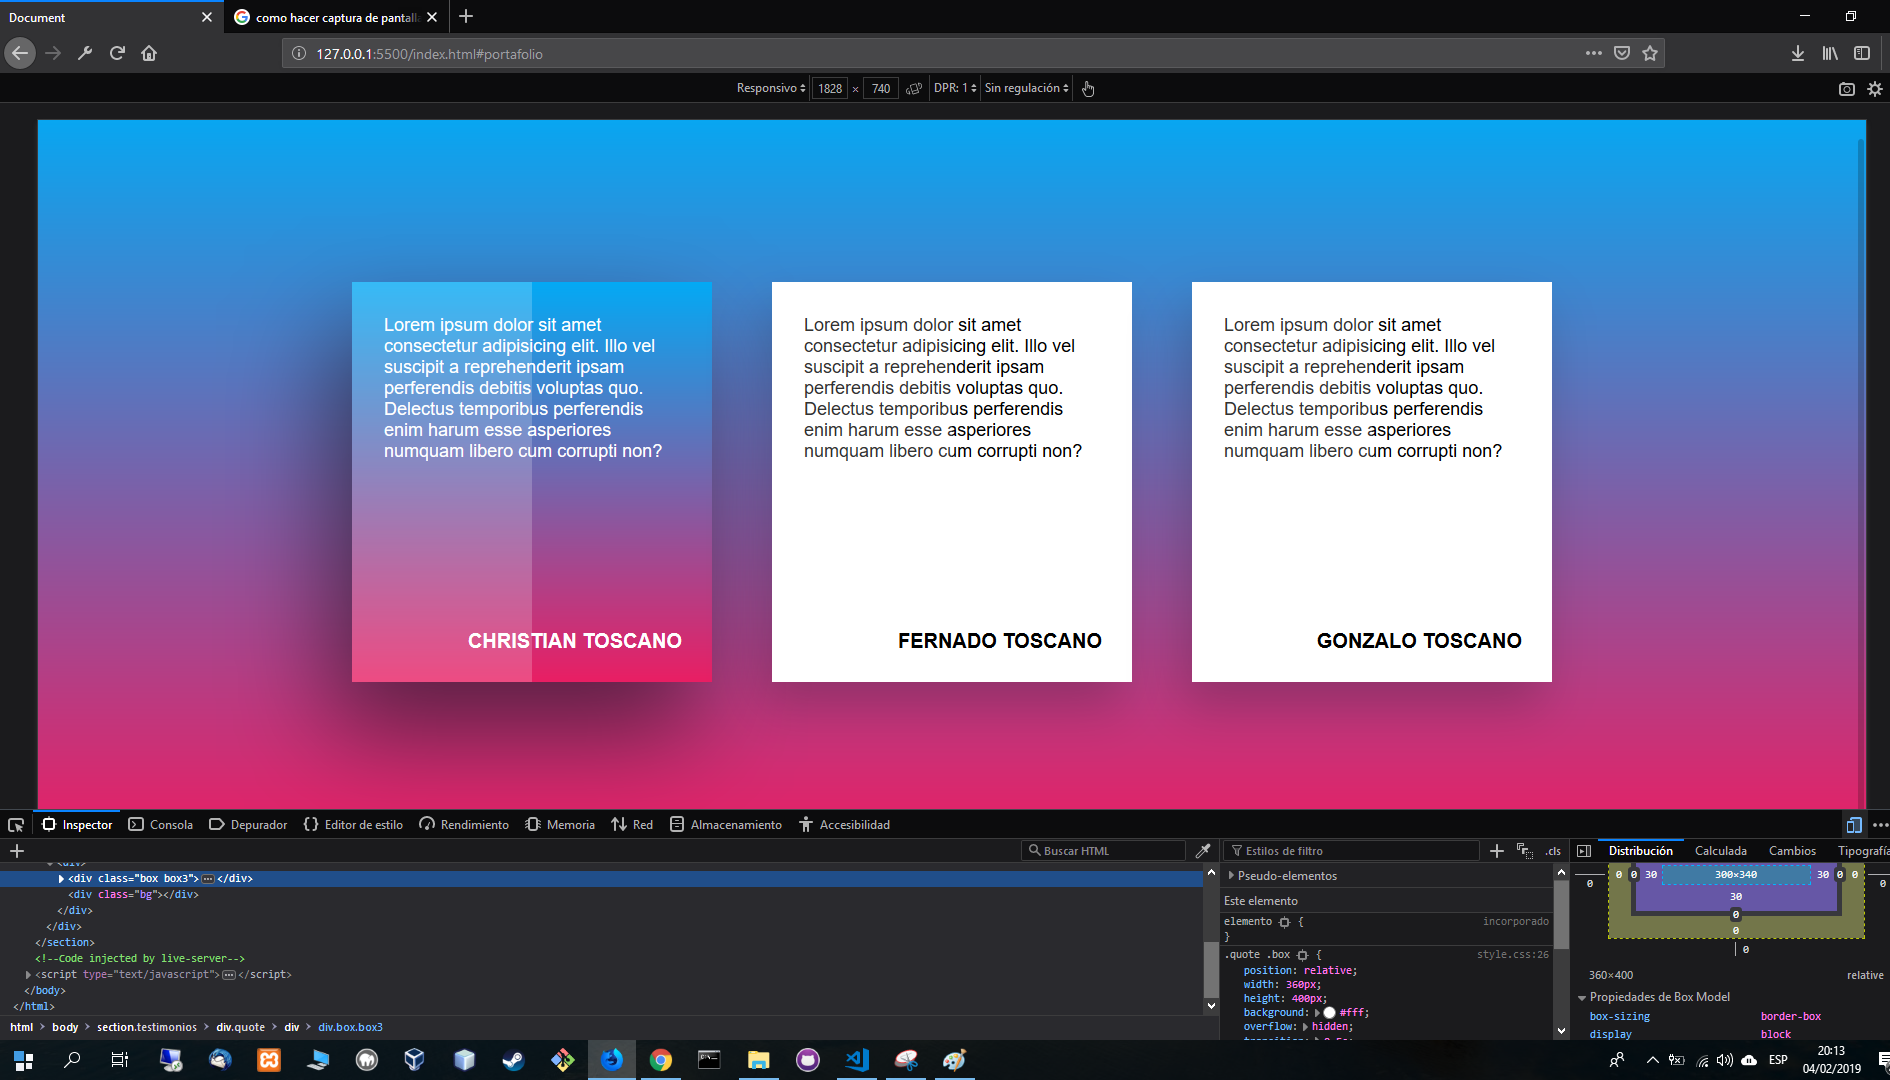 Document
como hacer captura de pantall
127.0.0.1:5500/index.html#portafolio
Responsivo 1828 × 740 DPR: 1 Sin regulación
Lorem ipsum dolor sit amet
consectetur adipisicing elit. Illo vel
suscipit a reprehenderit ipsam
perferendis debitis voluptas quo.
Delectus temporibus perferendis
enim harum esse asperiores
numquam libero cum corrupti non?
CHRISTIAN TOSCANO
Lorem ipsum dolor sit amet
consectetur adipisicing elit. Illo vel
suscipit a reprehenderit ipsam
perferendis debitis voluptas quo.
Delectus temporibus perferendis
enim harum esse asperiores
numquam libero cum corrupti non?
FERNADO TOSCANO
Lorem ipsum dolor sit amet
consectetur adipisicing elit. Illo vel
suscipit a reprehenderit ipsam
perferendis debitis voluptas quo.
Delectus temporibus perferendis
enim harum esse asperiores
numquam libero cum corrupti non?
GONZALO TOSCANO
Inspector Consola Depurador Editor de estilo Rendimiento Memoria Red Almacenamiento Accesibilidad
Buscar HTML
<div class="box box3"></div>
<div class="bg"></div>
</div>
</div>
</section>
<!--Code injected by live-server-->
<script type="text/javascript"></script>
</body>
</html>
html > body > section.testimonios > div.quote > div > div.box.box3
Estilos de filtro
.cls
Pseudo-elementos
Este elemento
elemento { incorporado
}
.quote .box { style.css:26
position: relative;
width: 360px;
height: 400px;
background: #fff;
overflow: hidden;
Distribución Calculada Cambios Tipografía
0 0 0 30 300×340 30 0 0 0
30
0
0
0
360×400 relative
Propiedades de Box Model
box-sizing border-box
display block
ESP
20:13
04/02/2019